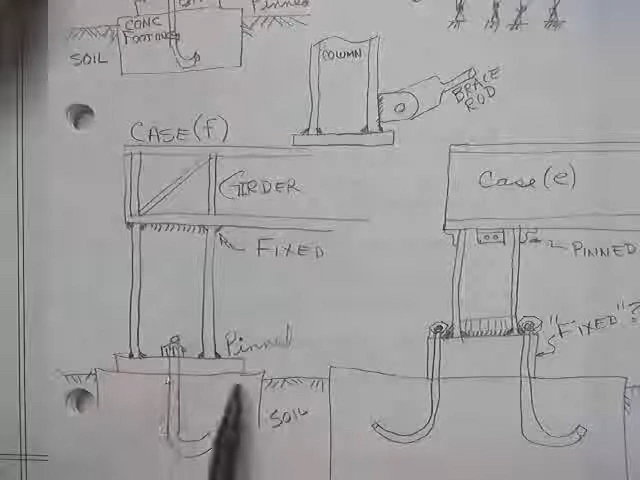 CONC
FOOTING
Pinned
SOIL
COLUMN
BRACE
ROD
CASE(F)
GIRDER
Case(e)
FIXED
PINNED
"FIXED"?
Pinned
SOIL